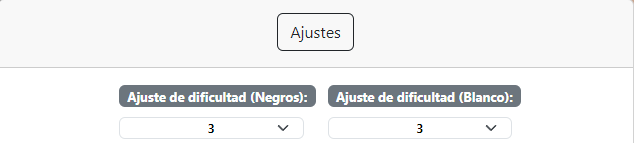 Ajustes
Ajuste de dificultad (Negros): Ajuste de dificultad (Blanco):
3 3